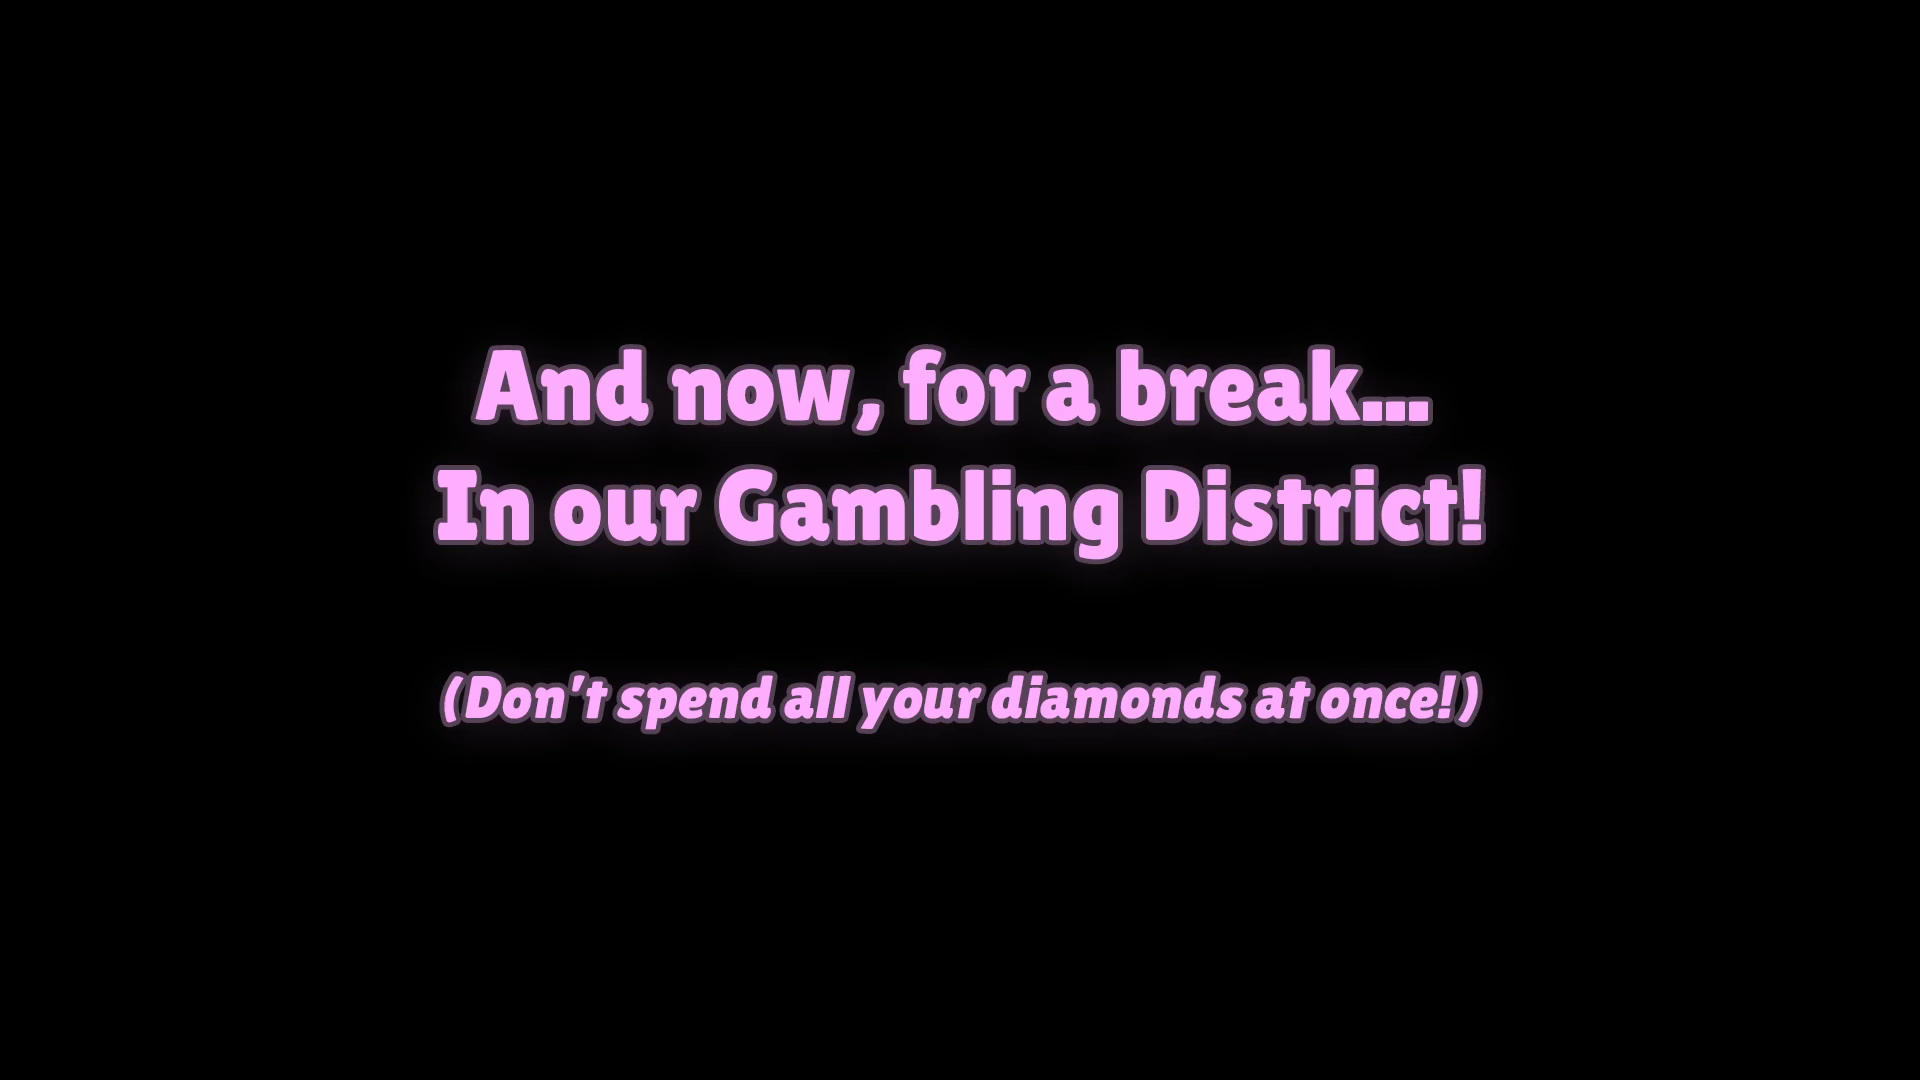 And now, for a break...
In our Gambling District!
(Don't spend all your diamonds at once!)